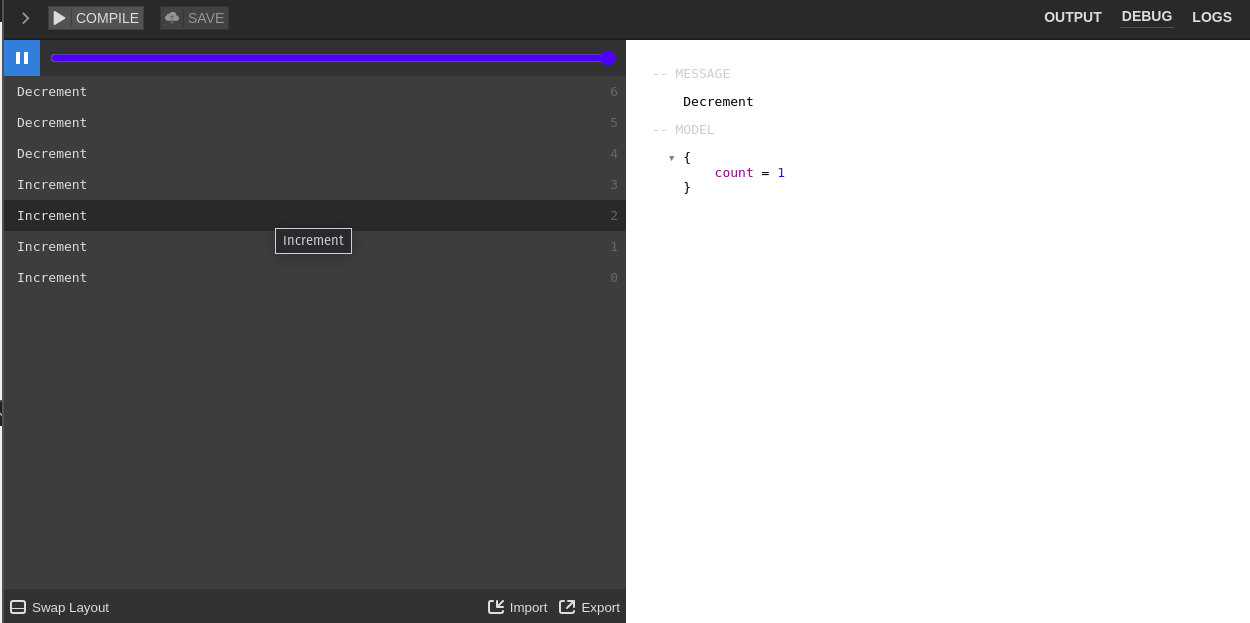 COMPILE SAVE OUTPUT DEBUG LOGS
Decrement 6
Decrement 5
Decrement 4
Increment 3
Increment 2
Increment
Increment 1
Increment 0
-- MESSAGE
Decrement
-- MODEL
▾ {
count = 1
}
Swap Layout Import Export